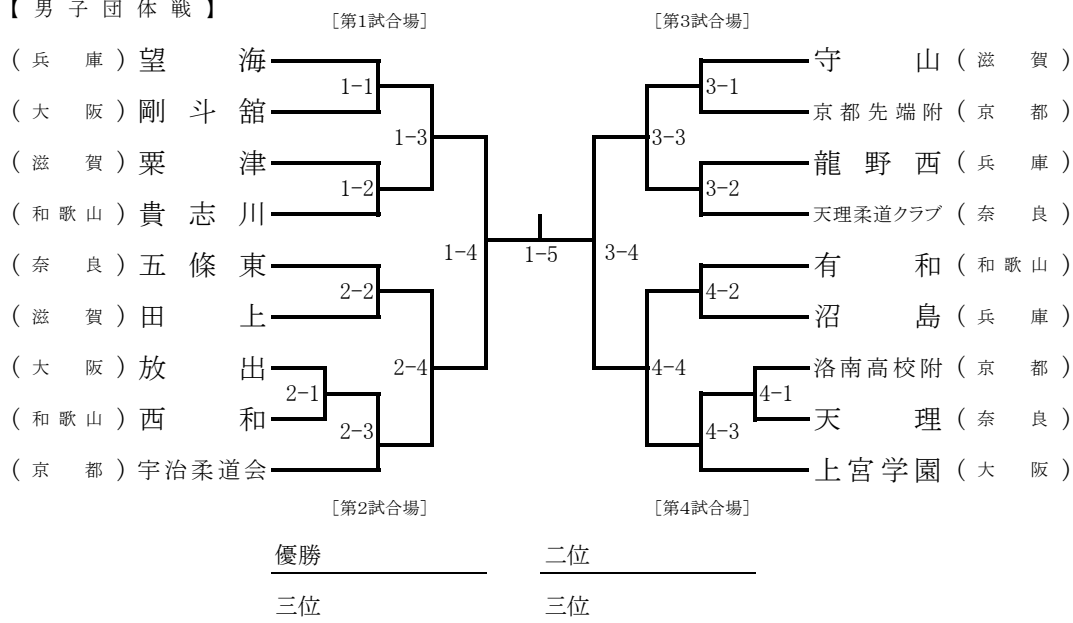 【男子団体戦】
［第1試合場］ ［第3試合場］
（兵庫）望海 守山（滋賀）
1-1 3-1
（大阪）剛斗舘 京都先端附（京都）
1-3 3-3
（滋賀）粟津 龍野西（兵庫）
1-2 3-2
（和歌山）貴志川 天理柔道クラブ（奈良）
1-4 1-5 3-4
（奈良）五條東 有和（和歌山）
2-2 4-2
（滋賀）田上 沼島（兵庫）
（大阪）放出 2-4 4-4 洛南高校附（京都）
2-1 4-1
（和歌山）西和 天理（奈良）
2-3 4-3
（京都）宇治柔道会 上宮学園（大阪）
［第2試合場］ ［第4試合場］
優勝 二位
三位 三位